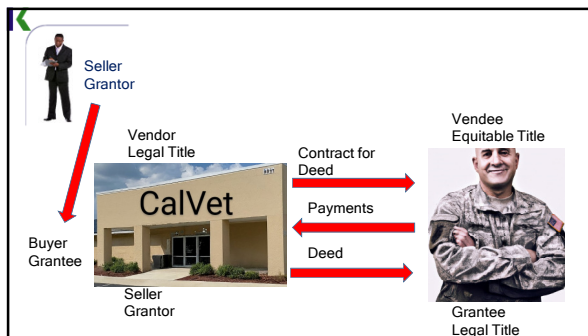 Seller
Grantor
Vendor
Legal Title
Vendee
Equitable Title
Contract for
Deed
CalVet
Payments
Buyer
Grantee
Deed
Seller
Grantor
Grantee
Legal Title